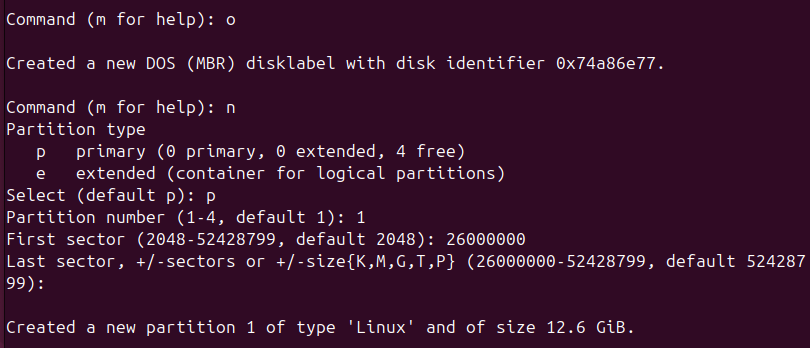 Command (m for help): o
Created a new DOS (MBR) disklabel with disk identifier 0x74a86e77.
Command (m for help): n
Partition type
   p   primary (0 primary, 0 extended, 4 free)
   e   extended (container for logical partitions)
Select (default p): p
Partition number (1-4, default 1): 1
First sector (2048-52428799, default 2048): 26000000
Last sector, +/-sectors or +/-size{K,M,G,T,P} (26000000-52428799, default 524287
99):
Created a new partition 1 of type 'Linux' and of size 12.6 GiB.